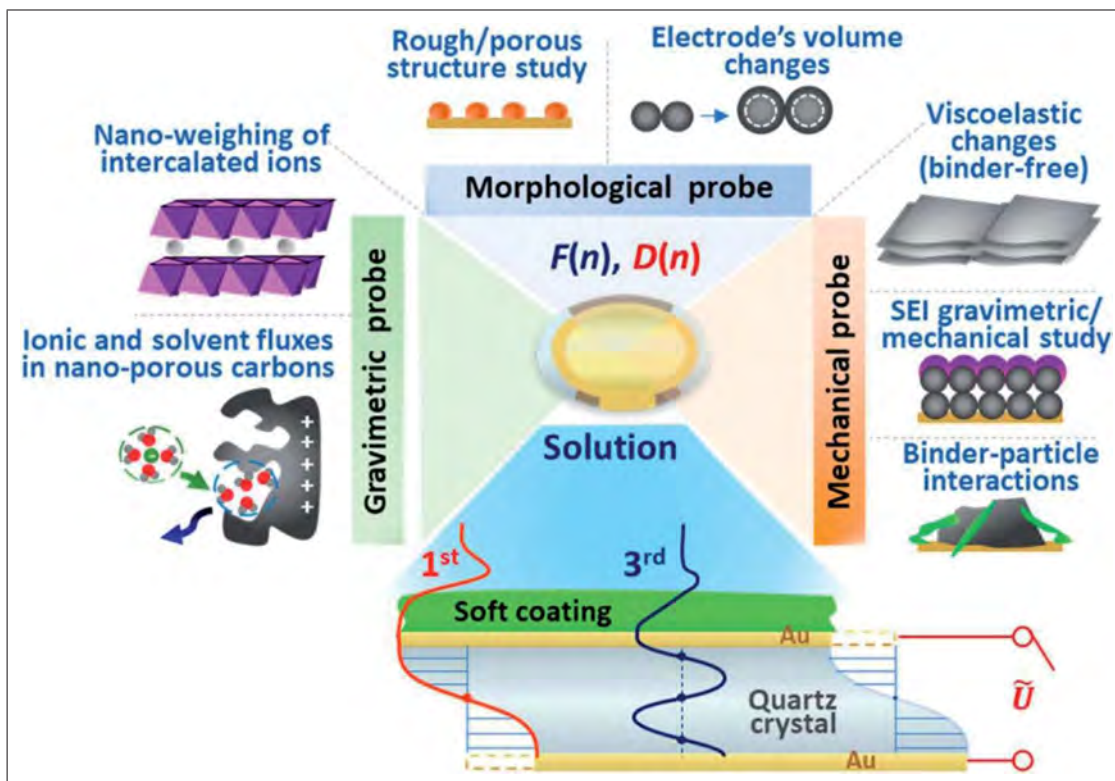 Rough/porous
structure study
Electrode's volume
changes
Nano-weighing of
intercalated ions
Viscoelastic
changes
(binder-free)
Morphological probe
F(n), D(n)
Gravimetric probe
Mechanical probe
Ionic and solvent fluxes
in nano-porous carbons
+
+
+
+
+
SEI gravimetric/
mechanical study
Binder-particle
interactions
Solution
1st
3rd
Soft coating
Au
Quartz
crystal
Ũ
Au